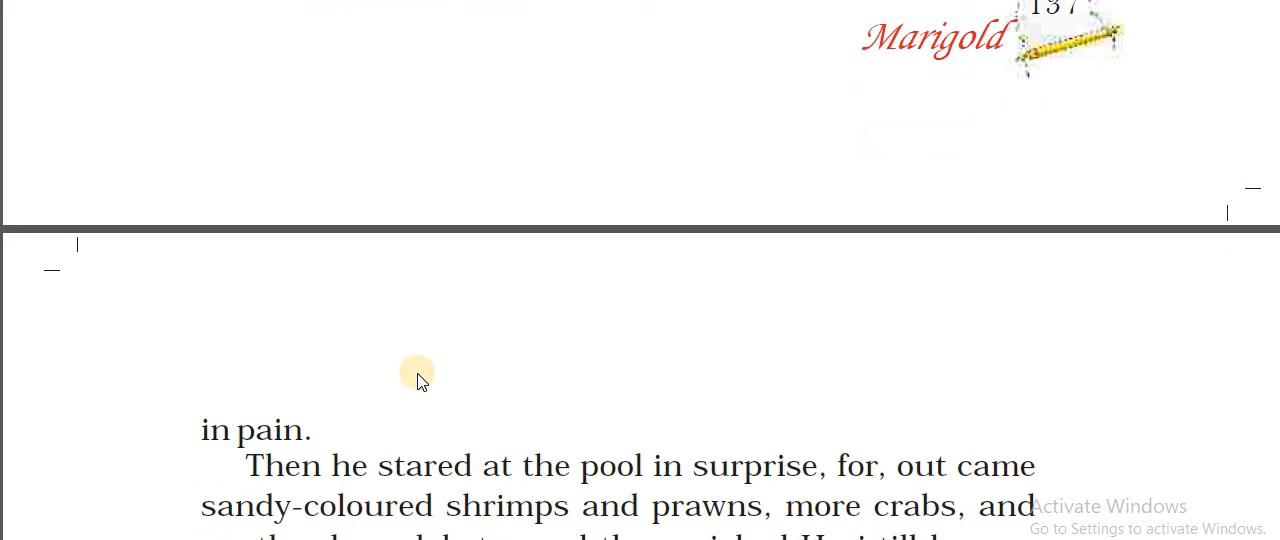 137
Marigold
in pain.
Then he stared at the pool in surprise, for, out came
sandy-coloured shrimps and prawns, more crabs, and
Activate Windows
Go to Settings to activate Windows.